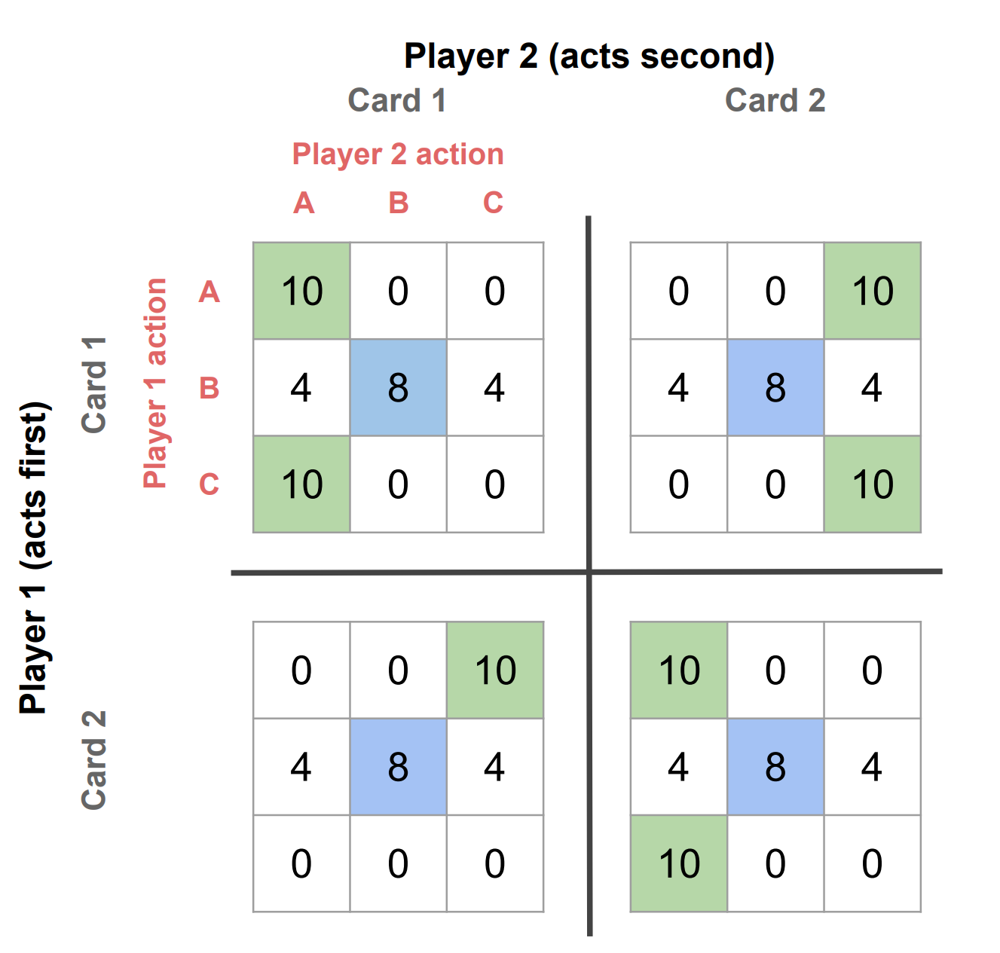 Player 2 (acts second)
Card 1 Card 2
Player 2 action
A B C
Player 1 (acts first)
Card 1
Player 1 action
A 10 0 0 0 0 10
B 4 8 4 4 8 4
C 10 0 0 0 0 10
Card 2
0 0 10 10 0 0
4 8 4 4 8 4
0 0 0 10 0 0